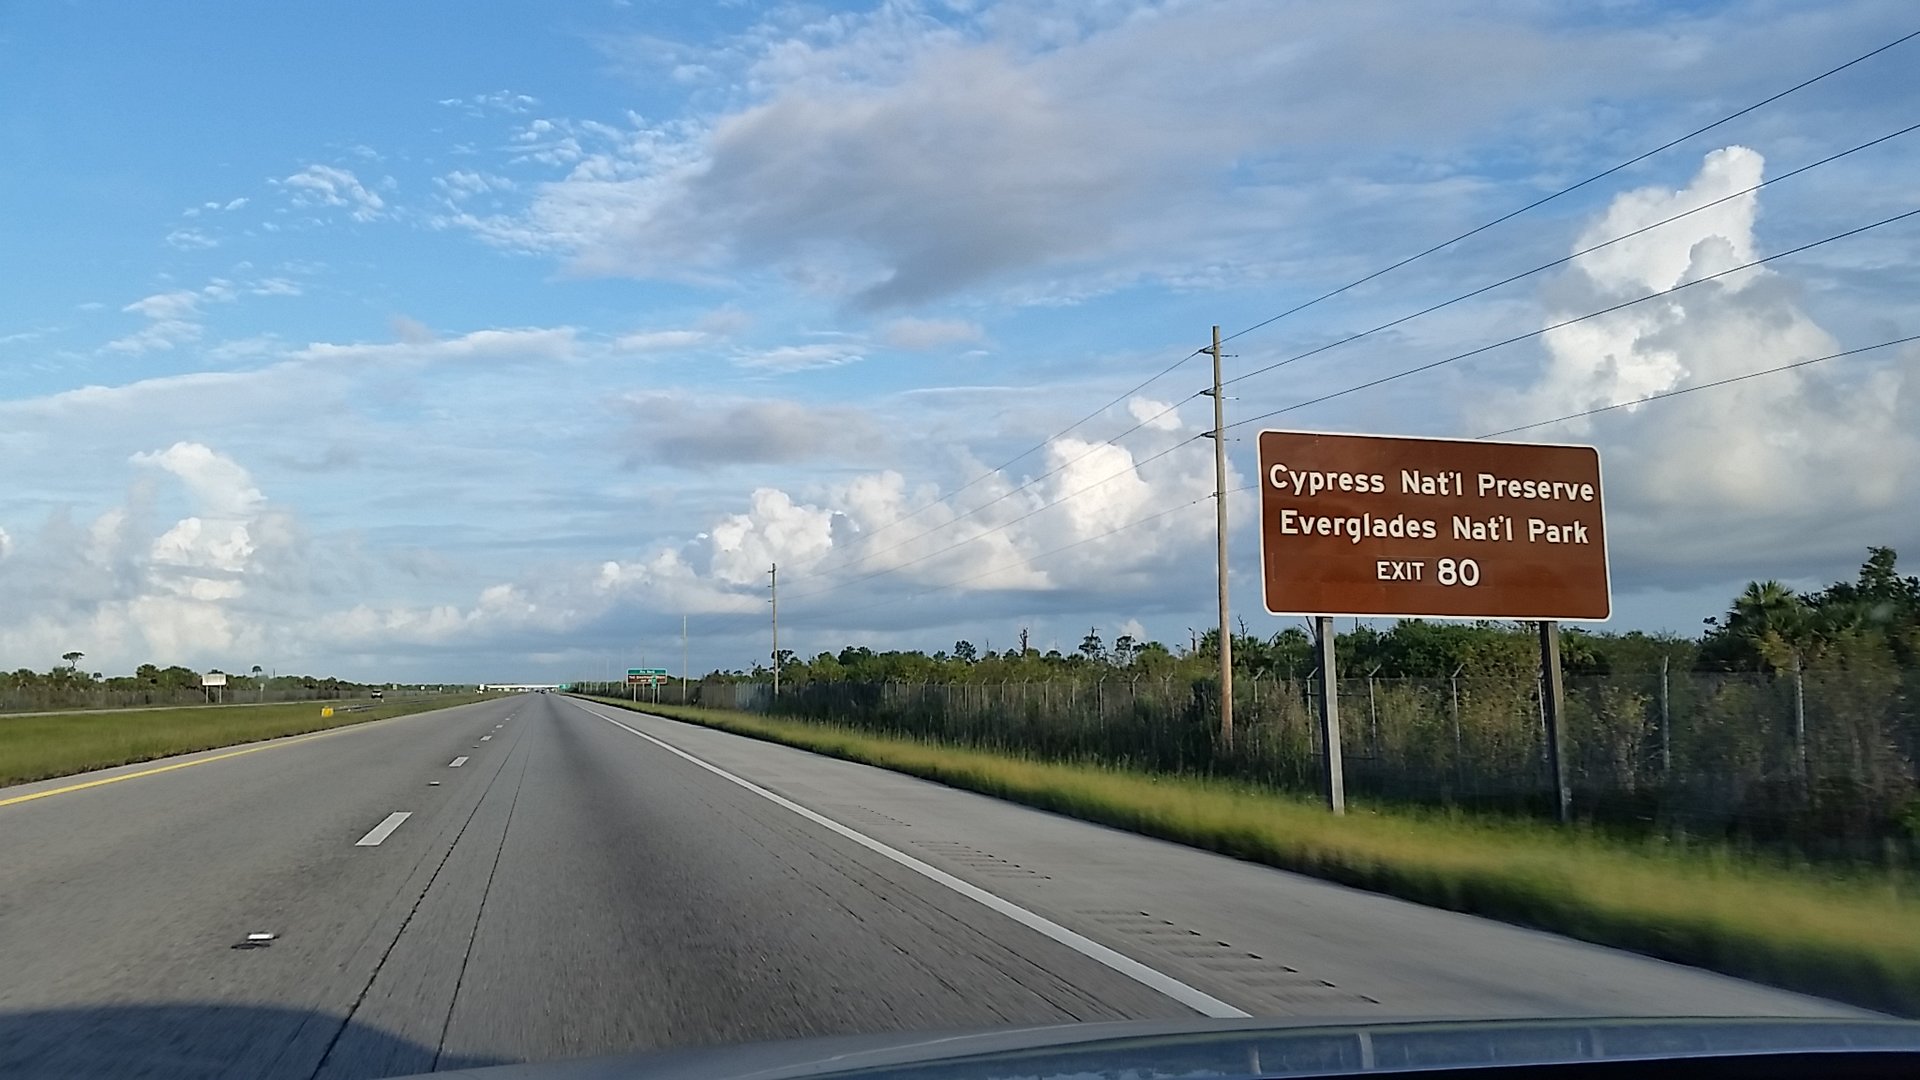 Cypress Nat'l Preserve
Everglades Nat'l Park
EXIT 80